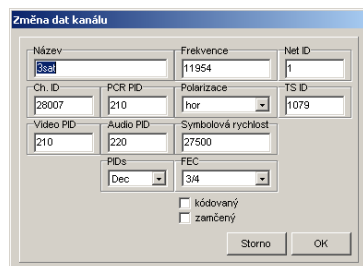 Změna dat kanálu
Název Frekvence Net ID
3sat 11954 1
Ch. ID PCR PID Polarizace TS ID
28007 210 hor 1079
Video PID Audio PID Symbolová rychlost
210 220 27500
PIDs FEC
Dec 3/4
kódovaný
zamčený
Storno OK